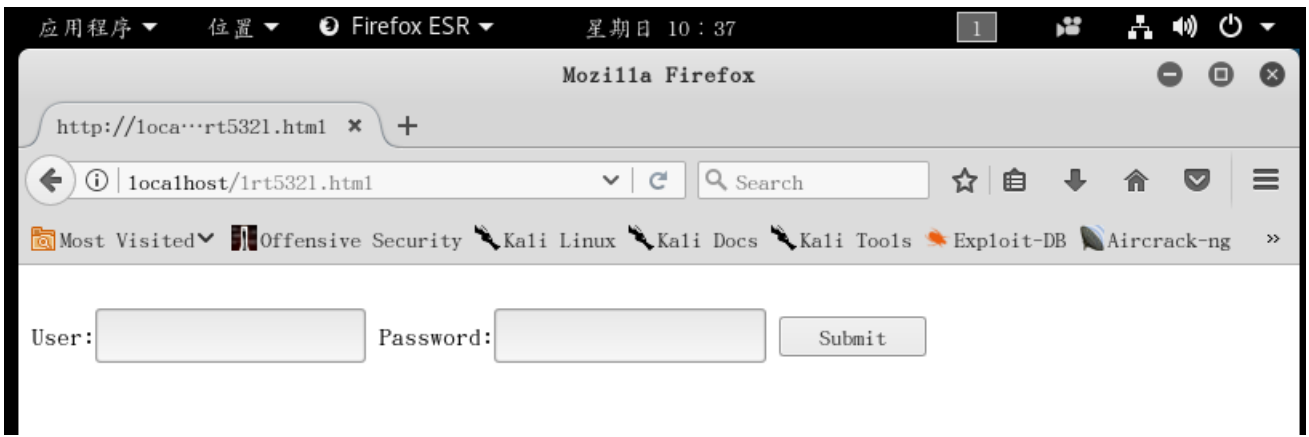 应用程序 位置 Firefox ESR 星期日 10：37 1
Mozilla Firefox
http://loca…rt532l.html
localhost/lrt532l.html Search
Most Visited Offensive Security Kali Linux Kali Docs Kali Tools Exploit-DB Aircrack-ng »
User: Password: Submit